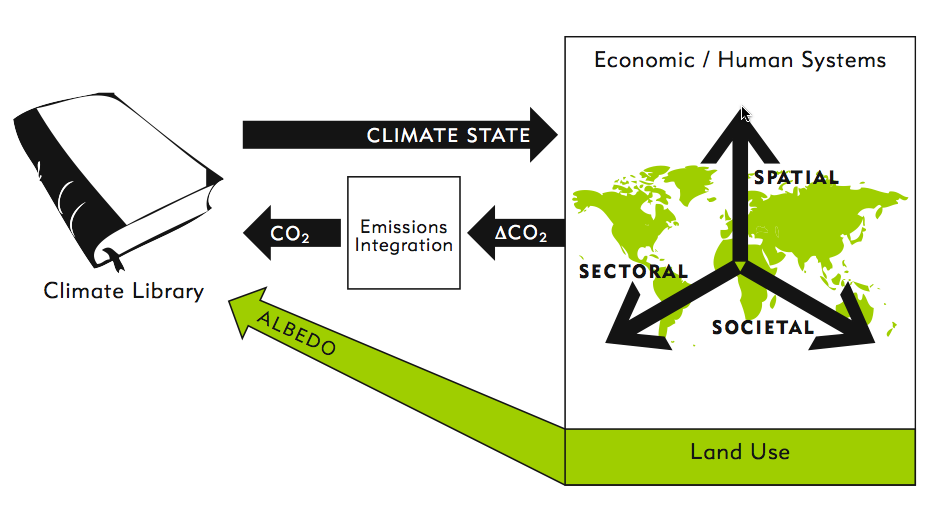 Economic / Human Systems
CLIMATE STATE
SPATIAL
CO₂
Emissions
Integration
ΔCO₂
SECTORAL
Climate Library
ALBEDO
SOCIETAL
Land Use